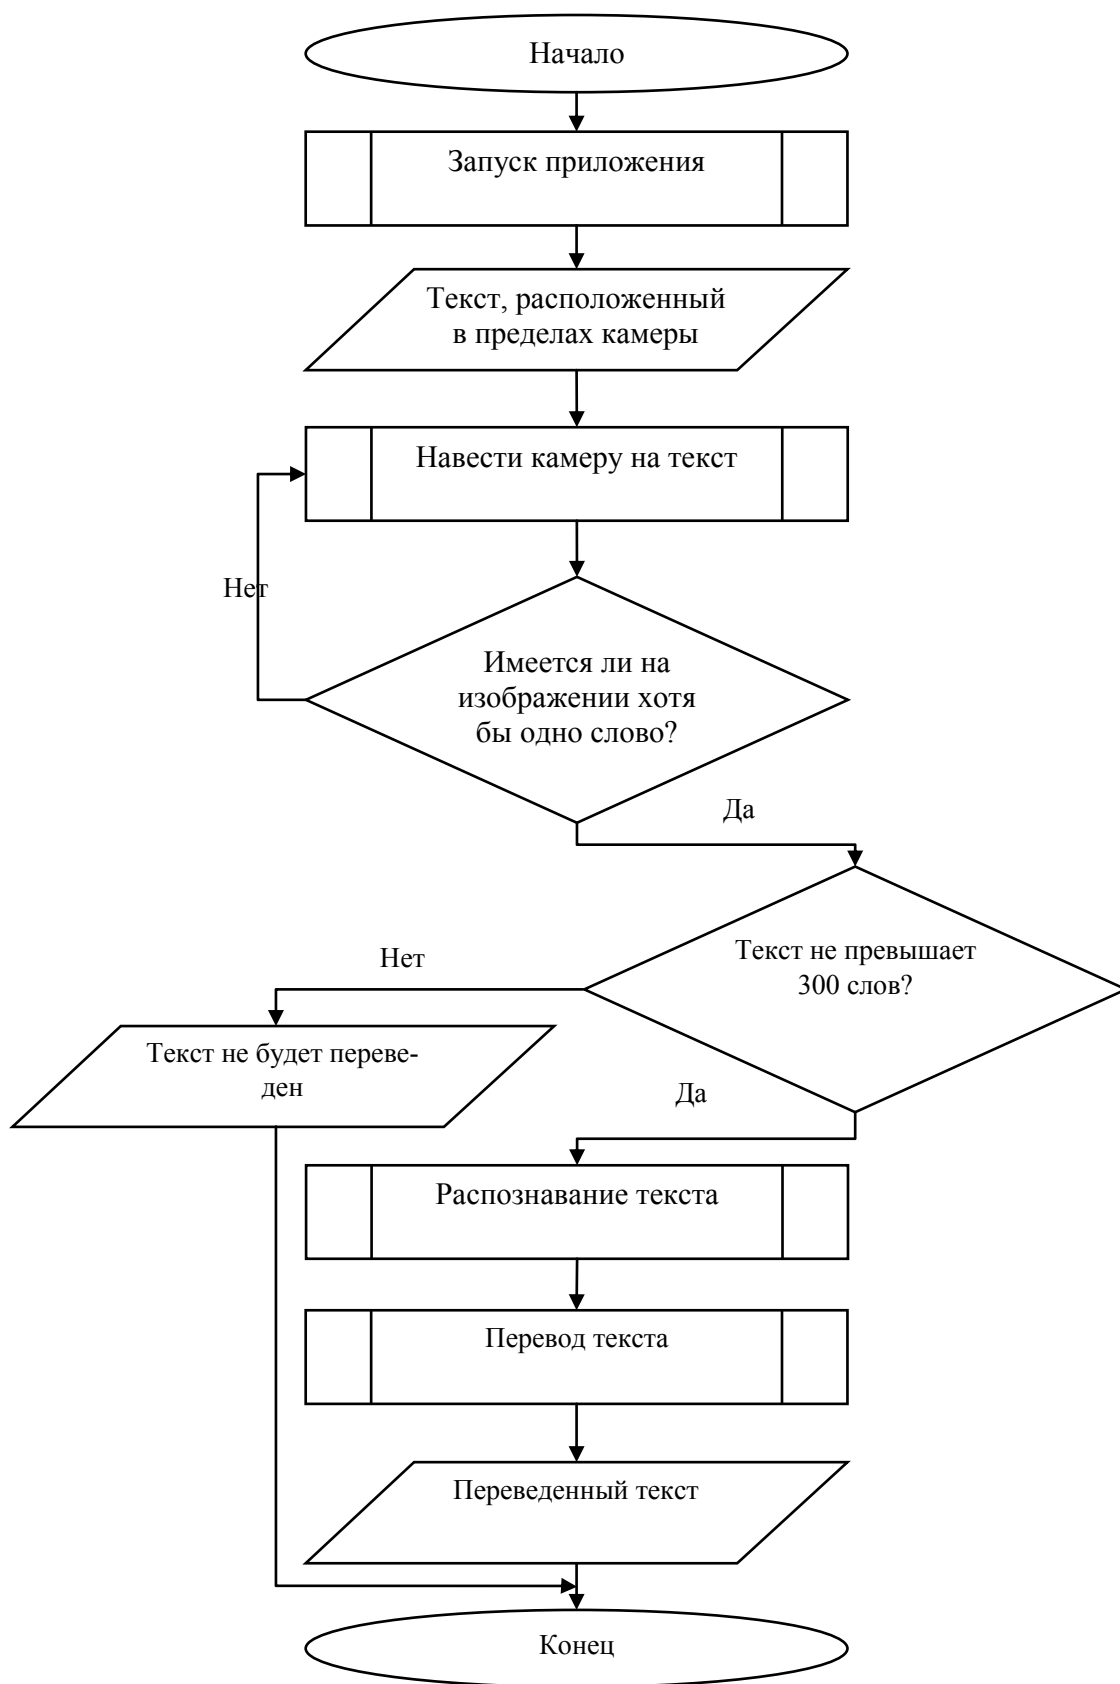 Начало
Запуск приложения
Текст, расположенный
в пределах камеры
Навести камеру на текст
Нет
Имеется ли на
изображении хотя
бы одно слово?
Да
Текст не превышает
300 слов?
Нет
Текст не будет переве-
ден
Да
Распознавание текста
Перевод текста
Переведенный текст
Конец